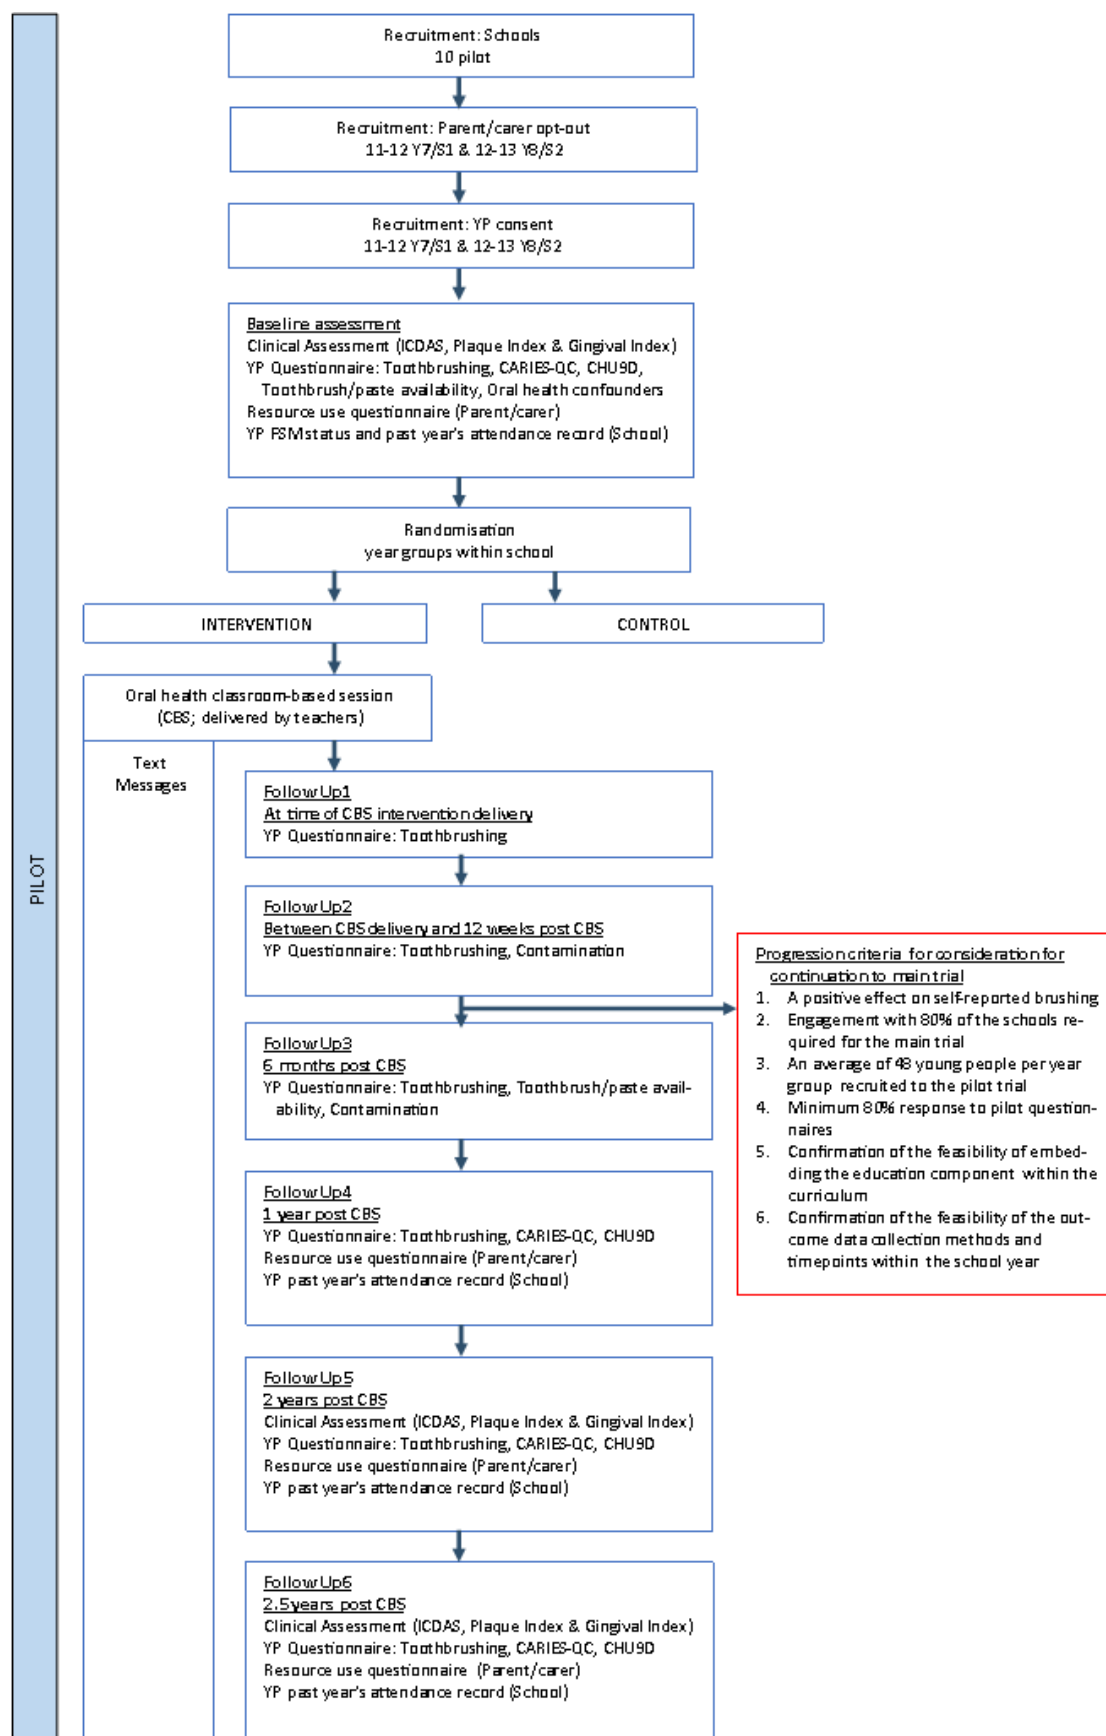 PILOT
Recruitment: Schools
10 pilot
Recruitment: Parent/carer opt-out
11-12 Y7/S1 & 12-13 Y8/S2
Recruitment: YP consent
11-12 Y7/S1 & 12-13 Y8/S2
Baseline assessment
Clinical Assessment (ICDAS, Plaque Index & Gingival Index)
YP Questionnaire: Toothbrushing, CARIES-QC, CHU9D,
Toothbrush/paste availability, Oral health confounders
Resource use questionnaire (Parent/carer)
YP FSM status and past year's attendance record (School)
Randomisation
year groups within school
INTERVENTION
CONTROL
Oral health classroom-based session
(CBS; delivered by teachers)
Text
Messages
Follow Up1
At time of CBS intervention delivery
YP Questionnaire: Toothbrushing
Follow Up2
Between CBS delivery and 12 weeks post CBS
YP Questionnaire: Toothbrushing, Contamination
Progression criteria for consideration for
continuation to main trial
1. A positive effect on self-reported brushing
2. Engagement with 80% of the schools re-
quired for the main trial
3. An average of 48 young people per year
group recruited to the pilot trial
4. Minimum 80% response to pilot question-
naires
5. Confirmation of the feasibility of embed-
ding the education component within the
curriculum
6. Confirmation of the feasibility of the out-
come data collection methods and
timepoints within the school year
Follow Up3
6 months post CBS
YP Questionnaire: Toothbrushing, Toothbrush/paste avail-
ability, Contamination
Follow Up4
1 year post CBS
YP Questionnaire: Toothbrushing, CARIES-QC, CHU9D
Resource use questionnaire (Parent/carer)
YP past year's attendance record (School)
Follow Up5
2 years post CBS
Clinical Assessment (ICDAS, Plaque Index & Gingival Index)
YP Questionnaire: Toothbrushing, CARIES-QC, CHU9D
Resource use questionnaire (Parent/carer)
YP past year's attendance record (School)
Follow Up6
2.5years post CBS
Clinical Assessment (ICDAS, Plaque Index & Gingival Index)
YP Questionnaire: Toothbrushing, CARIES-QC, CHU9D
Resource use questionnaire (Parent/carer)
YP past year's attendance record (School)